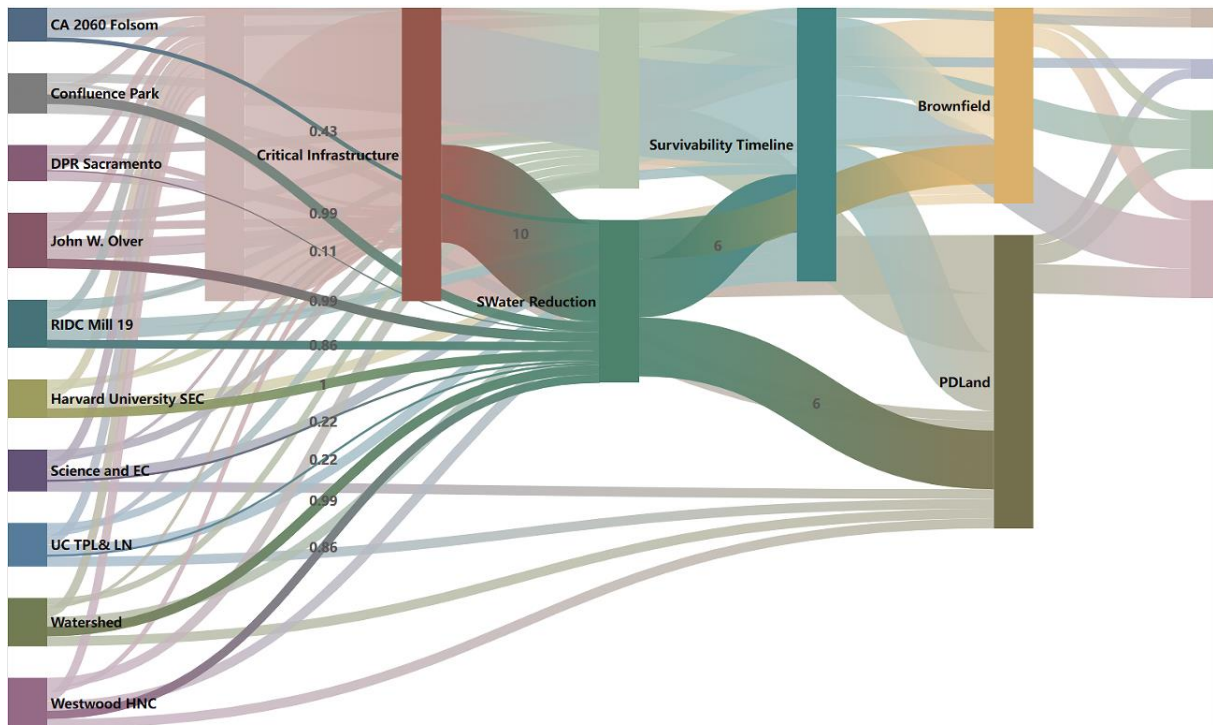 CA 2060 Folsom
Confluence Park
DPR Sacramento
John W. Olver
RIDC Mill 19
Harvard University SEC
Science and EC
UC TPL& LN
Watershed
Westwood HNC
0.43
0.99
0.11
0.99
0.86
1
0.22
0.22
0.99
0.86
Critical Infrastructure
10
SWater Reduction
6
6
Survivability Timeline
Brownfield
PDLand